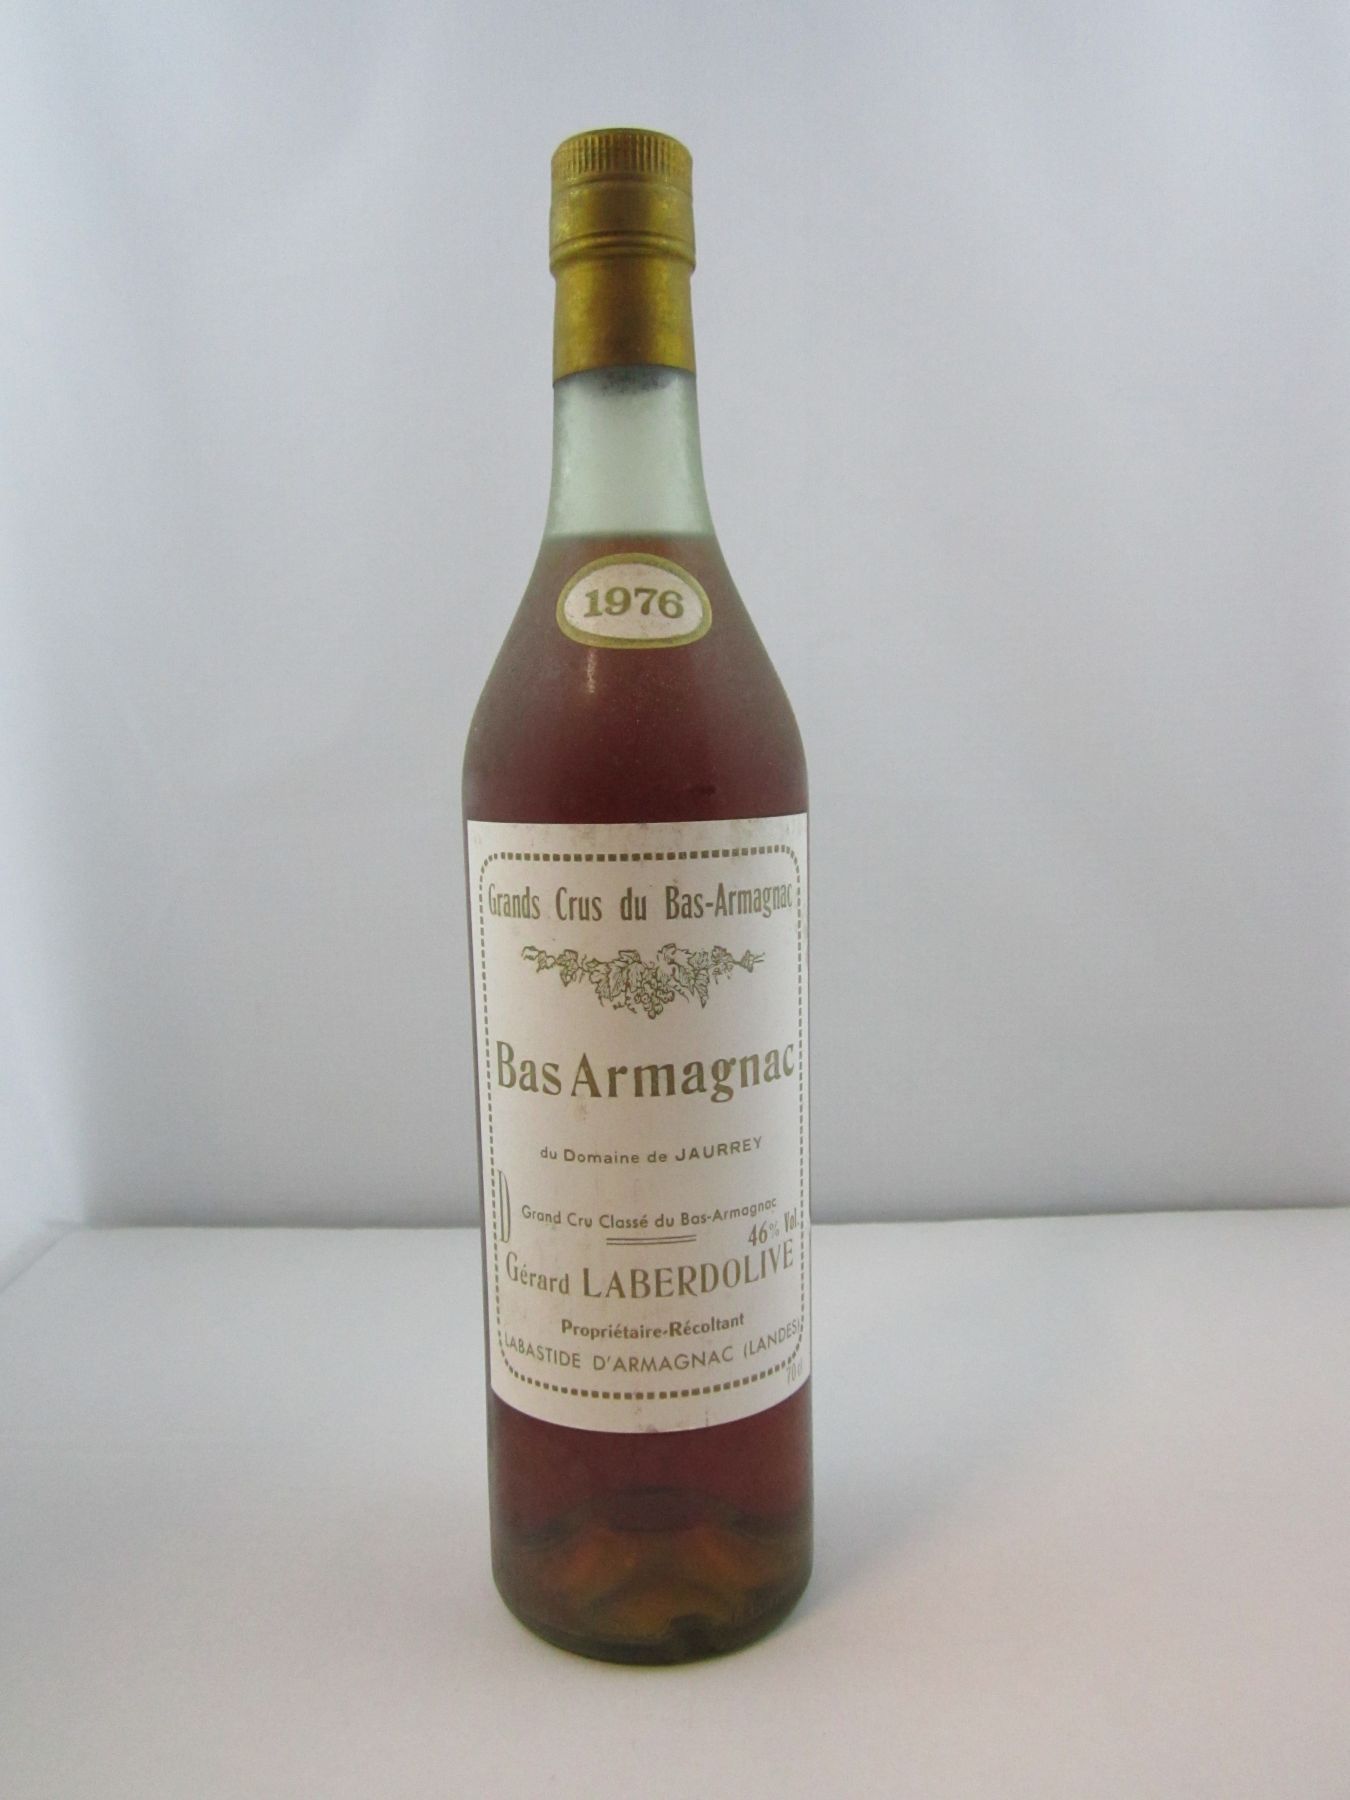 1976
Grands Crus du Bas-Armagnac
Bas Armagnac
du Domaine de JAURREY
D
Grand Cru Classé du Bas-Armagnac
46% Vol.
Gérard LABERDOLIVE
Propriétaire-Récoltant
LABASTIDE D'ARMAGNAC (LANDES)
70 cl